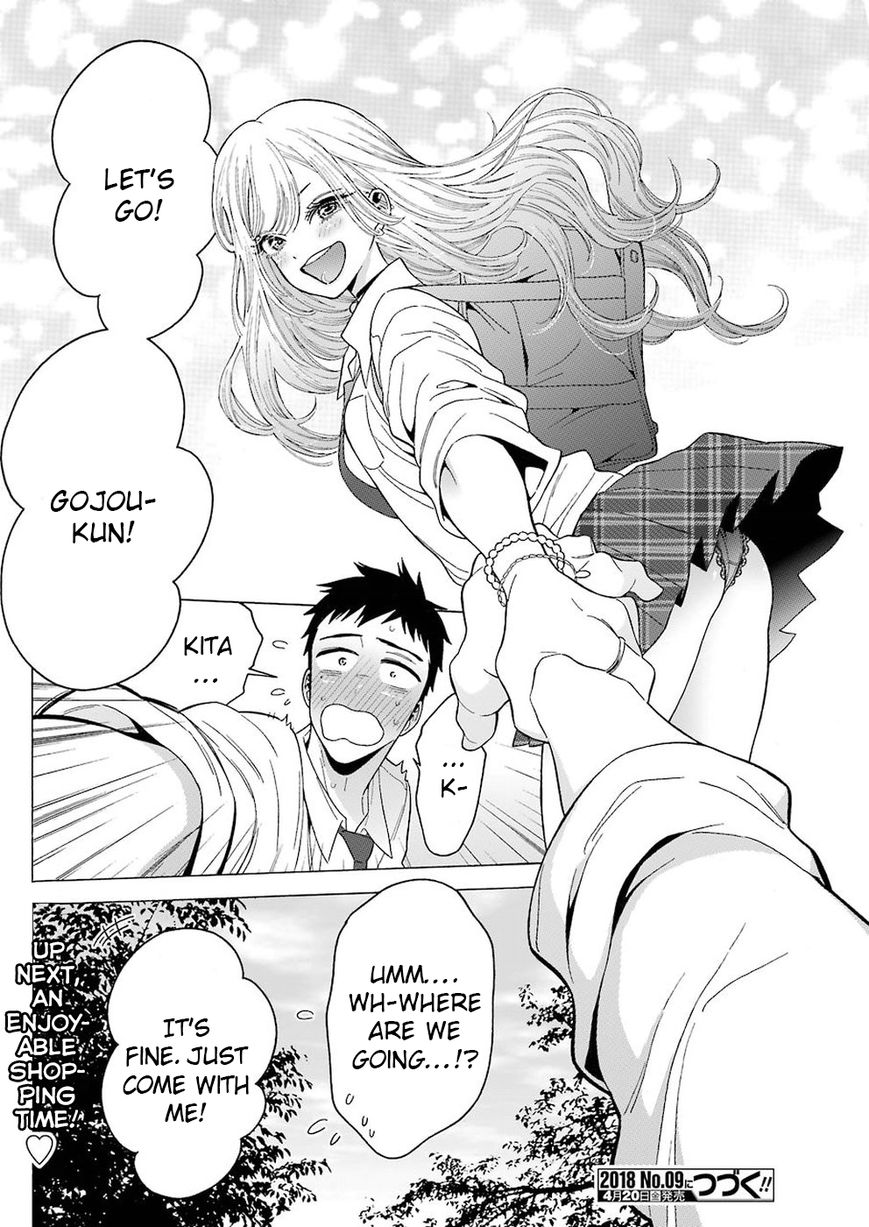 LET'S
GO!
GOJOU-
KUN!
...
K-
KITA
...
UMM....
WH-WHERE
ARE WE
GOING...!?
IT'S
FINE. JUST
COME WITH
ME!
UP
NEXT,
AN
ENJOY-
ABLE
SHOP-
PING
TIME!!
♡
2018 No.09に
4月20日㊎発売
つづく!!